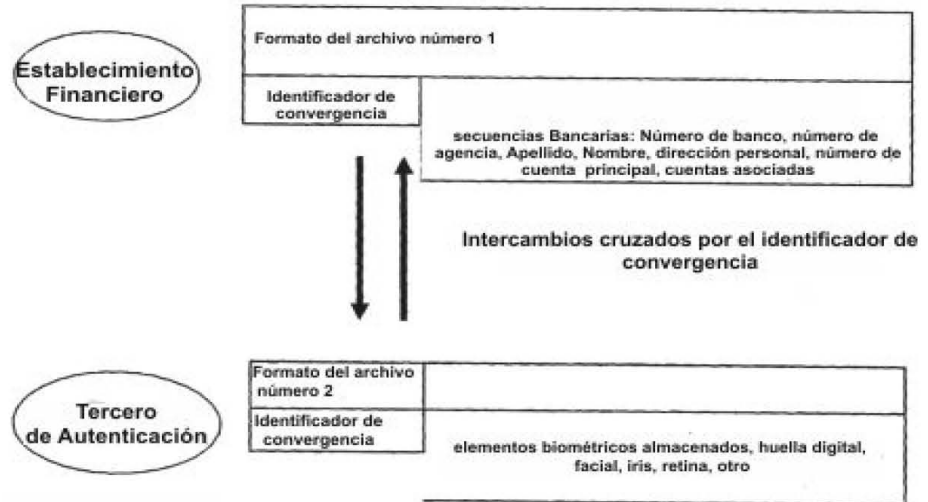 Formato del archivo número 1
Establecimiento
Financiero
Identificador de
convergencia
secuencias Bancarias: Número de banco, número de
agencia, Apellido, Nombre, dirección personal, número de
cuenta principal, cuentas asociadas
Intercambios cruzados por el identificador de
convergencia
Formato del archivo
número 2
Tercero
de Autenticación
Identificador de
convergencia
elementos biométricos almacenados, huella digital,
facial, iris, retina, otro